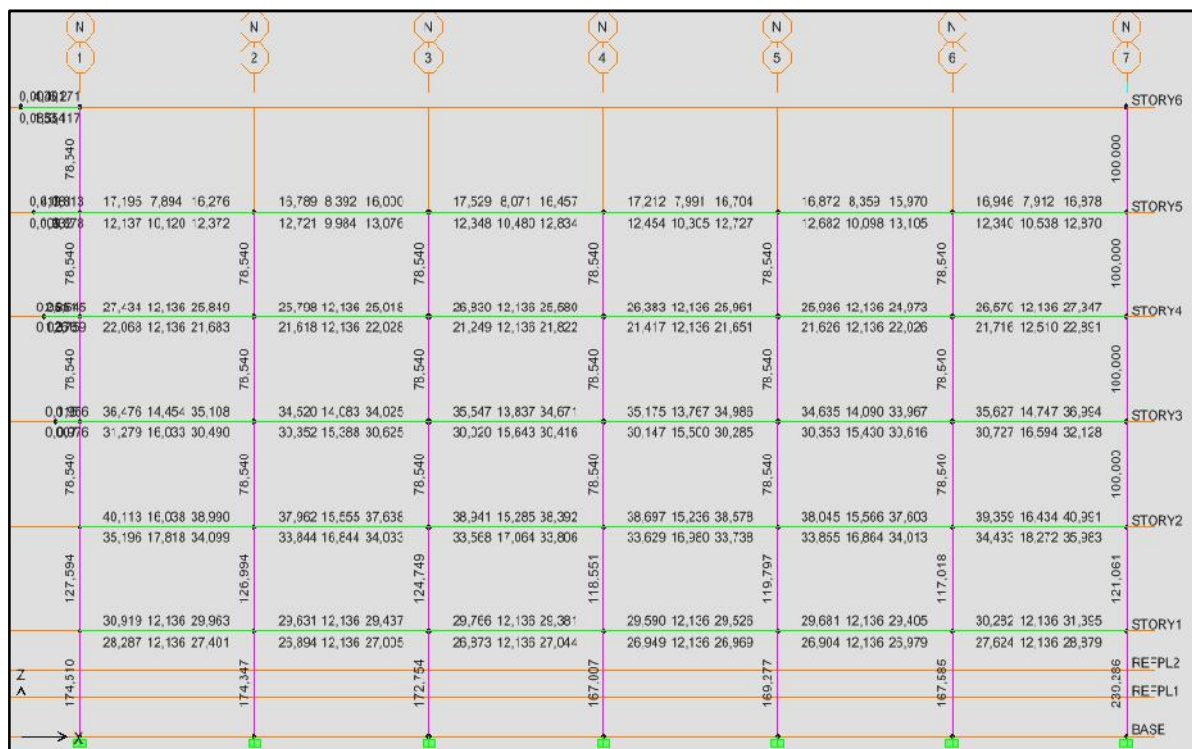 N N N N N N N
1 2 3 4 5 6 7
STORY6
78,540 100,000
17,195 7,894 16,276 8,392 16,000 17,529 8,071 16,457 17,212 7,991 16,704 16,872 8,359 15,970 16,946 7,912 16,878
STORY5
12,137 10,120 12,372 12,721 9,984 13,076 12,348 10,480 12,834 12,454 10,305 12,727 12,682 10,098 13,105 12,340 10,538 12,870
78,540 78,540 78,540 78,540 78,540 78,540 100,000
27,434 12,136 25,849 25,798 12,136 25,018 26,830 12,136 25,580 26,383 12,136 25,961 25,936 12,136 24,973 26,570 12,136 27,347
STORY4
22,068 12,136 21,683 21,618 12,136 22,028 21,249 12,136 21,822 21,417 12,136 21,651 21,626 12,136 22,026 21,716 12,510 22,891
78,540 78,540 78,540 78,540 78,540 78,540 100,000
36,476 14,454 35,108 34,520 14,083 34,025 35,547 13,837 34,671 35,175 13,767 34,986 34,635 14,090 33,967 35,627 14,747 36,994
STORY3
31,279 16,033 30,490 30,352 15,388 30,625 30,020 15,643 30,416 30,147 15,500 30,285 30,353 15,430 30,616 30,727 16,594 32,128
78,540 78,540 78,540 78,540 78,540 78,540 100,000
40,113 16,038 38,990 37,962 15,555 37,638 38,941 15,285 38,392 38,697 15,236 38,578 38,045 15,566 37,603 39,359 16,434 40,991
STORY2
35,196 17,818 34,099 33,844 16,844 34,033 33,568 17,064 33,806 33,629 16,980 33,738 33,855 16,864 34,013 34,433 18,272 35,983
127,594 126,994 124,749 118,551 119,797 117,018 121,061
30,919 12,136 29,963 29,631 12,136 29,437 29,766 12,136 29,381 29,590 12,136 29,526 29,681 12,136 29,405 30,282 12,136 31,395
STORY1
28,287 12,136 27,401 26,894 12,136 27,005 26,873 12,136 27,044 26,949 12,136 26,969 26,904 12,136 26,979 27,624 12,136 28,879
REFPL2
Z
174,510 174,347 172,754 167,007 169,277 167,585 230,286
REFPL1
X
BASE